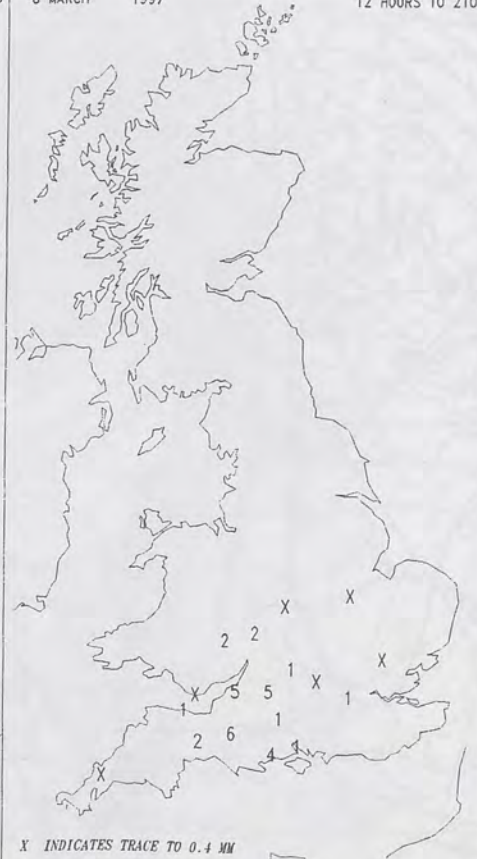 MARCH 1997 12 HOURS TO
X X
2 2 X
1 X
X 5 5 1
1 1
2 6
4 1
X
X INDICATES TRACE TO 0.4 MM